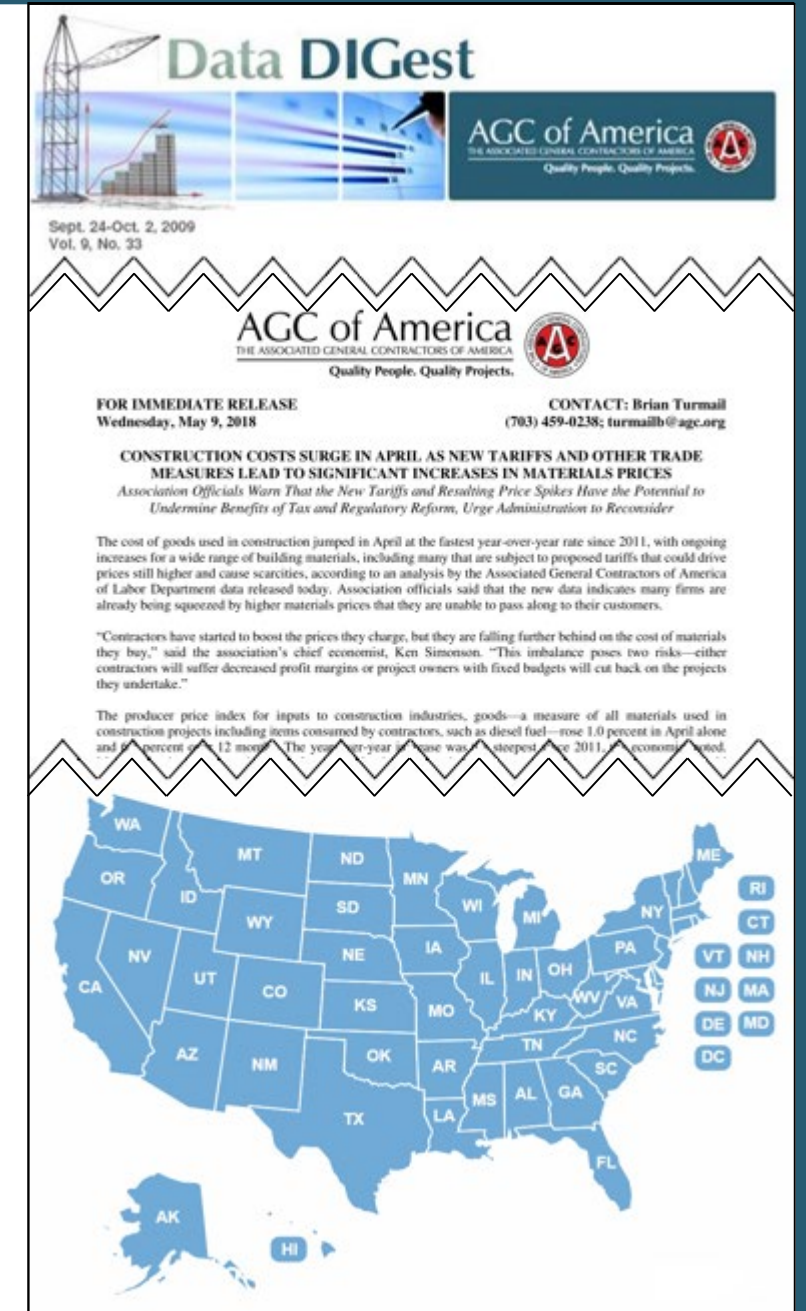 Data DIGest
AGC of America
THE ASSOCIATED GENERAL CONTRACTORS OF AMERICA
Quality People. Quality Projects.
Sept. 24-Oct. 2, 2009
Vol. 9, No. 33
AGC of America
THE ASSOCIATED GENERAL CONTRACTORS OF AMERICA
Quality People. Quality Projects.
FOR IMMEDIATE RELEASE
CONTACT: Brian Turmail
Wednesday, May 9, 2018
(703) 459-0238; turmailb@agc.org
CONSTRUCTION COSTS SURGE IN APRIL AS NEW TARIFFS AND OTHER TRADE
MEASURES LEAD TO SIGNIFICANT INCREASES IN MATERIALS PRICES
Association Officials Warn That the New Tariffs and Resulting Price Spikes Have the Potential to
Undermine Benefits of Tax and Regulatory Reform, Urge Administration to Reconsider
The cost of goods used in construction jumped in April at the fastest year-over-year rate since 2011, with ongoing
increases for a wide range of building materials, including many that are subject to proposed tariffs that could drive
prices still higher and cause scarcities, according to an analysis by the Associated General Contractors of America
of Labor Department data released today. Association officials said that the new data indicates many firms are
already being squeezed by higher materials prices that they are unable to pass along to their customers.
“Contractors have started to boost the prices they charge, but they are falling further behind on the cost of materials
they buy,” said the association’s chief economist, Ken Simonson. “This imbalance poses two risks—either
contractors will suffer decreased profit margins or project owners with fixed budgets will cut back on the projects
they undertake.”
The producer price index for inputs to construction industries, goods—a measure of all materials used in
construction projects including items consumed by contractors, such as diesel fuel—rose 1.0 percent in April alone
and percent 12 The was steepest 2011, noted.
WA
MT
ND
MN
ME
OR
ID
SD
WI
MI
NY
RI
WY
CT
NV
NE
IA
PA
VT
NH
CA
UT
CO
IL
IN
OH
NJ
MA
KS
MO
KY
WV
VA
DE
MD
AZ
NM
OK
TN
NC
DC
AR
SC
TX
MS
AL
GA
LA
FL
AK
HI